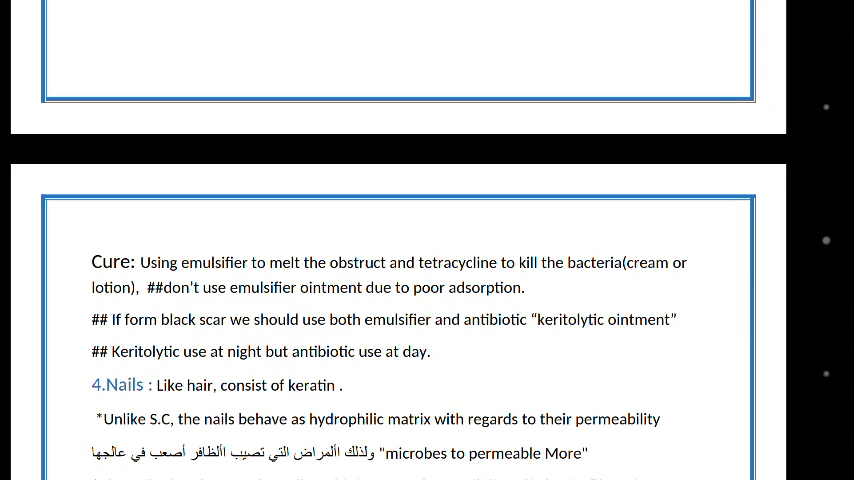 Cure: Using emulsifier to melt the obstruct and tetracycline to kill the bacteria(cream or
lotion), ##don’t use emulsifier ointment due to poor adsorption.
## If form black scar we should use both emulsifier and antibiotic “keritolytic ointment”
## Keritolytic use at night but antibiotic use at day.
4.Nails : Like hair, consist of keratin .
*Unlike S.C, the nails behave as hydrophilic matrix with regards to their permeability
"microbes to permeable More" ولذلك األمراض التي تصيب األظافر أصعب في عالجها